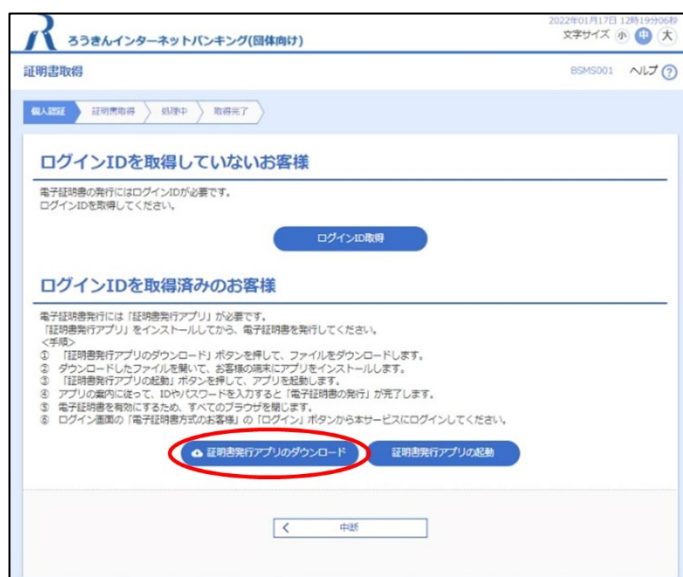 2022年01月17日 12時19分06秒
ろうきんインターネットバンキング(団体向け)
文字サイズ 小 中 大
証明書取得
BSMS001 ヘルプ ?
個人認証 証明書取得 処理中 取得完了
ログインIDを取得していないお客様
電子証明書の発行にはログインIDが必要です。
ログインIDを取得してください。
ログインID取得
ログインIDを取得済みのお客様
電子証明書発行には「証明書発行アプリ」が必要です。
「証明書発行アプリ」をインストールしてから、電子証明書を発行してください。
<手順>
① 「証明書発行アプリのダウンロード」ボタンを押して、ファイルをダウンロードします。
② ダウンロードしたファイルを開いて、お客様の端末にアプリをインストールします。
③ 「証明書発行アプリの起動」ボタンを押して、アプリを起動します。
④ アプリの案内に従って、IDやパスワードを入力すると「電子証明書の発行」が完了します。
⑤ 電子証明書を有効にするため、すべてのブラウザを閉じます。
⑥ ログイン画面の「電子証明書方式のお客様」の「ログイン」ボタンから本サービスにログインしてください。
証明書発行アプリのダウンロード 証明書発行アプリの起動
中断